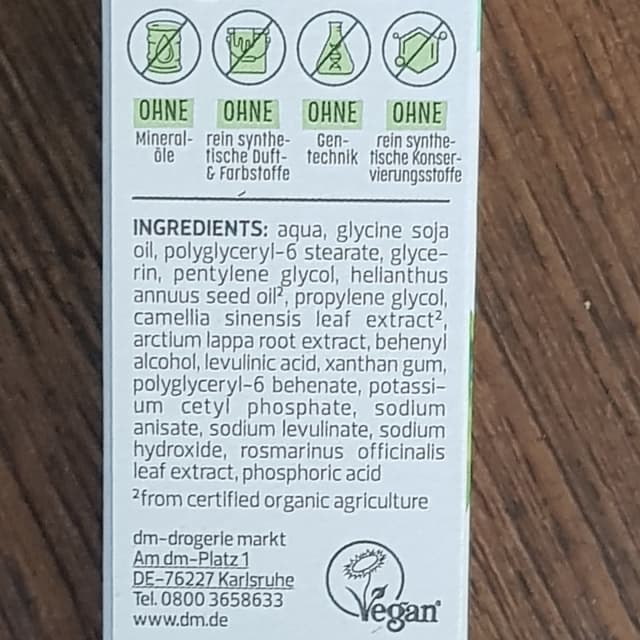 OHNE OHNE OHNE OHNE
Mineral- rein synthe- Gen- rein synthe-
öle tische Duft- technik tische Konser-
& Farbstoffe vierungsstoffe
INGREDIENTS: aqua, glycine soja
oil, polyglyceryl-6 stearate, glyce-
rin, pentylene glycol, helianthus
annuus seed oil², propylene glycol,
camellia sinensis leaf extract²,
arctium lappa root extract, behenyl
alcohol, levulinic acid, xanthan gum,
polyglyceryl-6 behenate, potassi-
um cetyl phosphate, sodium
anisate, sodium levulinate, sodium
hydroxide, rosmarinus officinalis
leaf extract, phosphoric acid
²from certified organic agriculture
dm-drogerie markt
Am dm-Platz 1
DE-76227 Karlsruhe
Tel. 0800 3658633
www.dm.de
Vegan